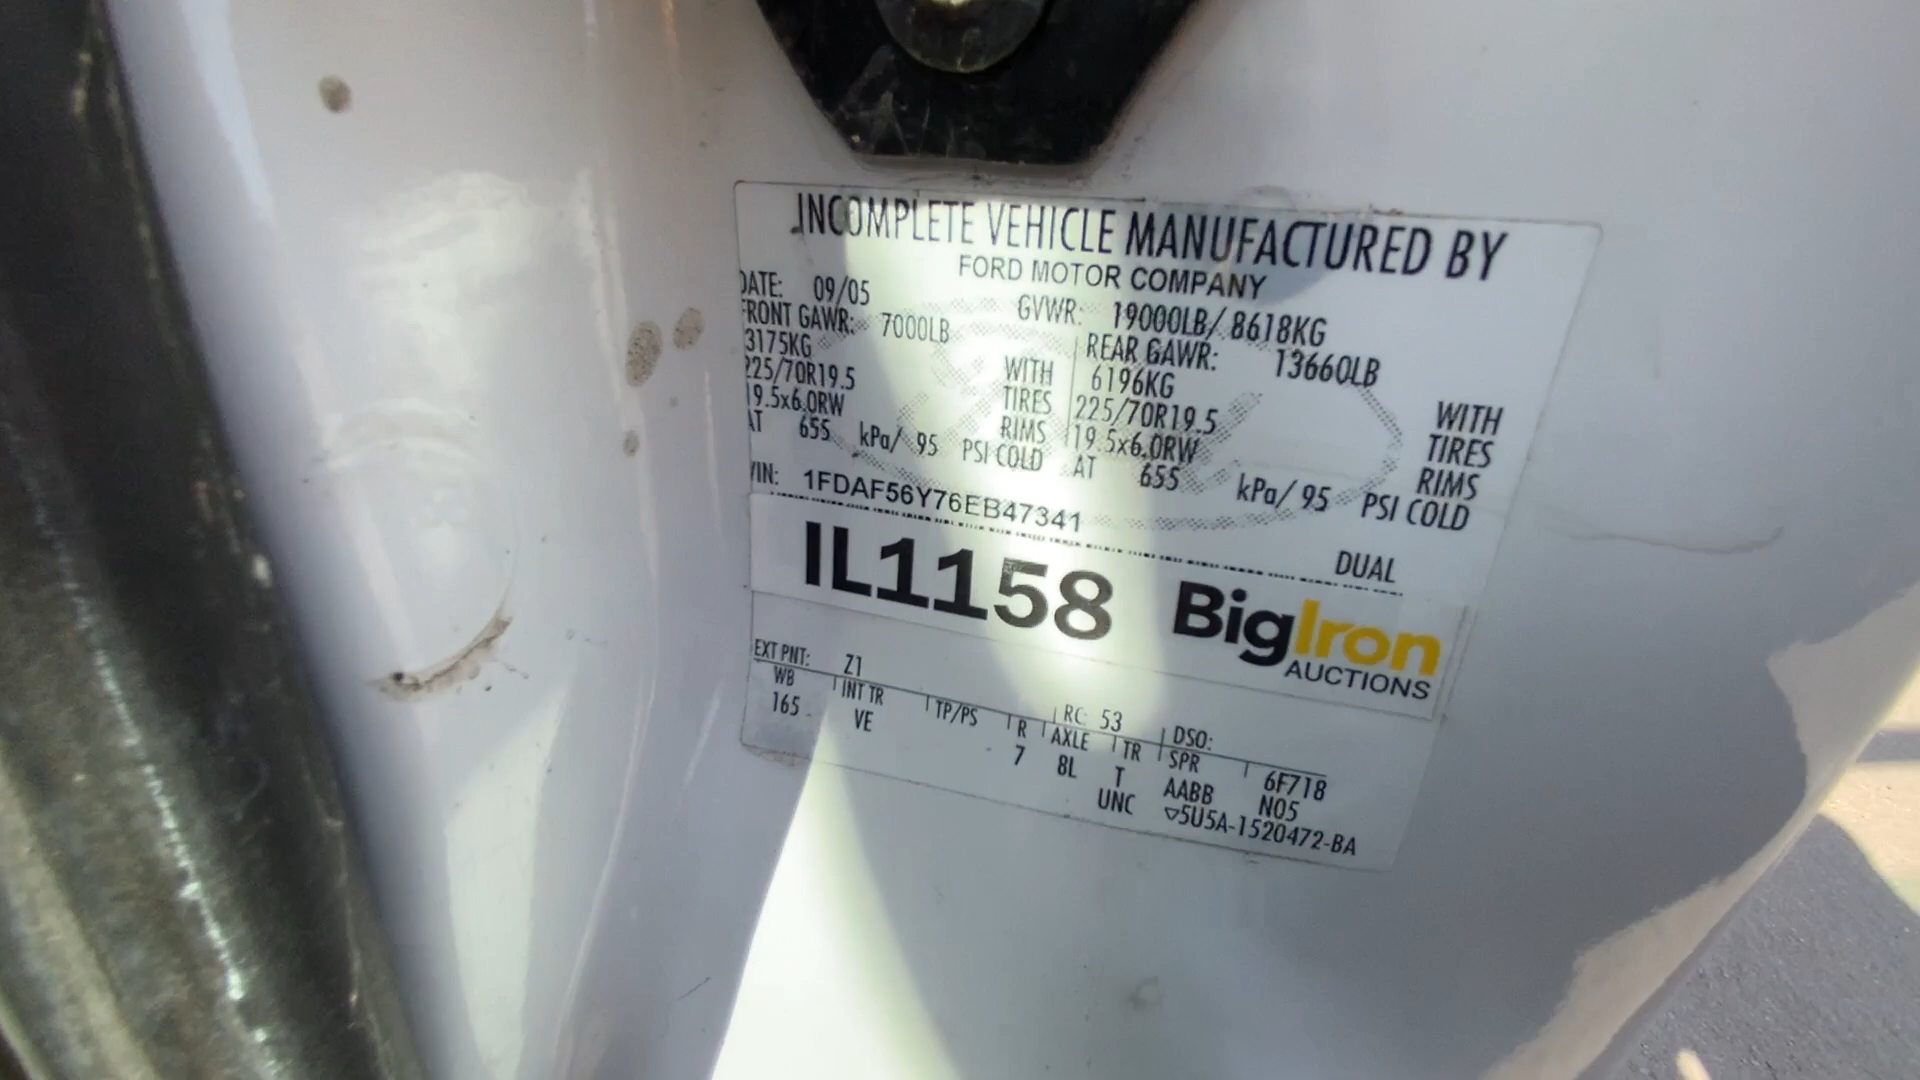 INCOMPLETE VEHICLE MANUFACTURED BY
FORD MOTOR COMPANY
DATE: 09/05 GVWR: 19000LB/ 8618KG
FRONT GAWR: 7000LB REAR GAWR: 13660LB
3175KG WITH 6196KG WITH
225/70R19.5 TIRES 225/70R19.5 TIRES
19.5x6.0RW RIMS 19.5x6.0RW RIMS
AT 655 kPa/ 95 PSI COLD AT 655 kPa/ 95 PSI COLD
VIN: 1FDAF56Y76EB47341
DUAL
IL1158 BigIron
AUCTIONS
EXT PNT: Z1 RC: 53 DSO:
WB INT TR TP/PS R AXLE TR SPR 6F718
165 VE 7 8L T AABB N05
UNC ▽5U5A-1520472-BA